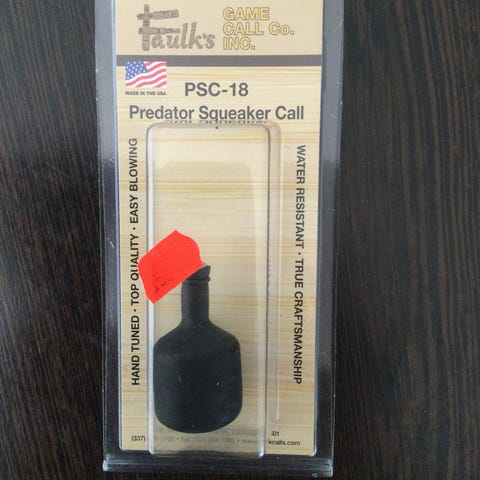 Faulk's
GAME
CALL Co.
INC.
MADE IN THE USA
PSC-18
Predator Squeaker Call
HAND TUNED • TOP QUALITY • EASY BLOWING
WATER RESISTANT • TRUE CRAFTSMANSHIP
(337)